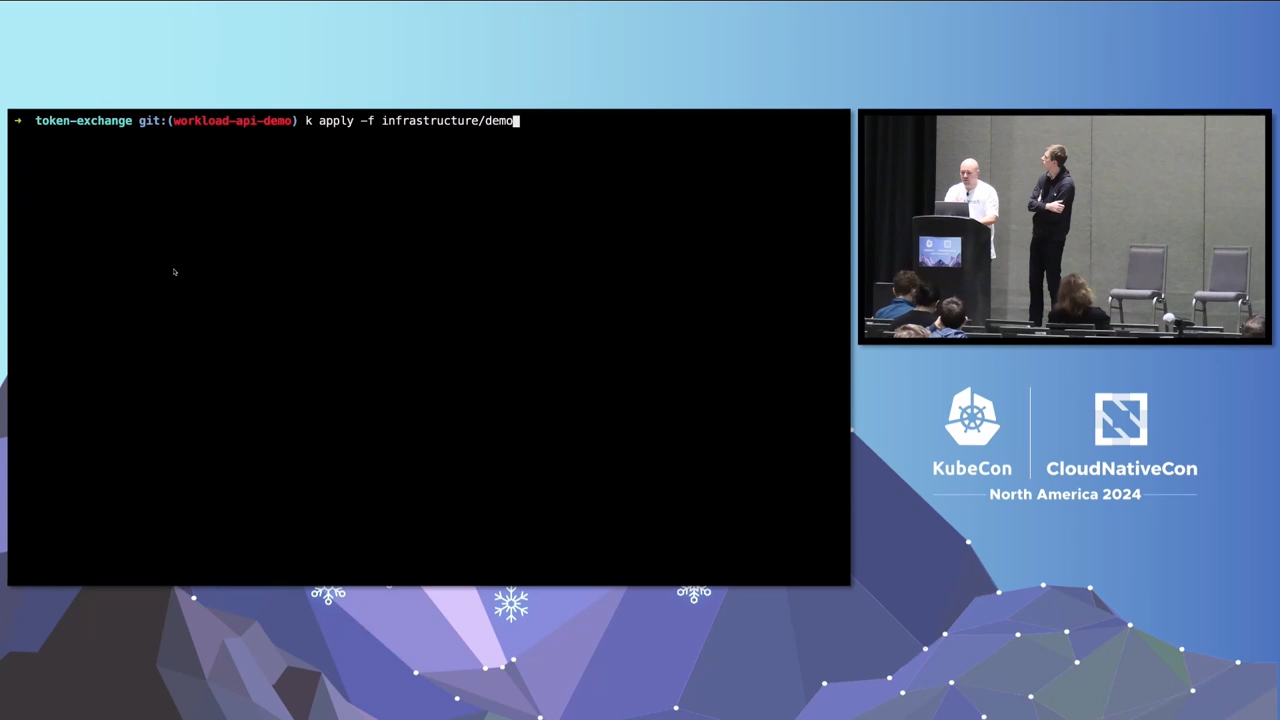 ➜ token-exchange git:(workload-api-demo) k apply -f infrastructure/demo
KubeCon
CloudNativeCon
North America 2024